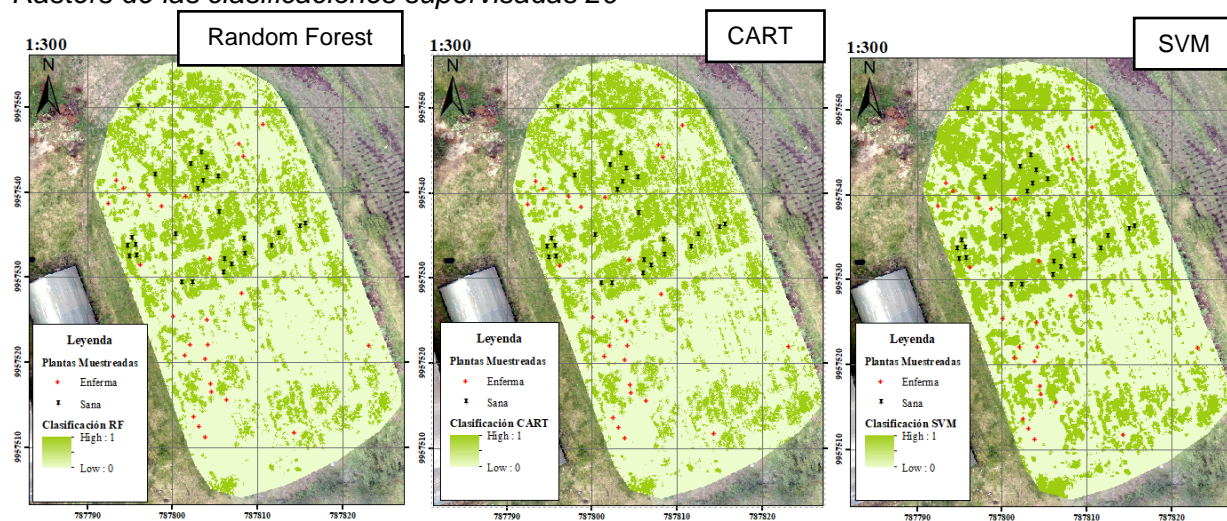 Rasters de las clasificaciones supervisadas 20
Random Forest
1:300
N
9957550
9957540
9957530
9957520
9957510
787790
787800
787810
787820
Leyenda
Plantas Muestreadas
Enferma
Sana
Clasificación RF
High : 1
Low : 0
CART
1:300
N
9957550
9957540
9957530
9957520
9957510
787790
787800
787810
787820
Leyenda
Plantas Muestreadas
Enferma
Sana
Clasificación CART
High : 1
Low : 0
SVM
1:300
N
9957550
9957540
9957530
9957520
9957510
787790
787800
787810
787820
Leyenda
Plantas Muestreadas
Enferma
Sana
Clasificación SVM
High : 1
Low : 0